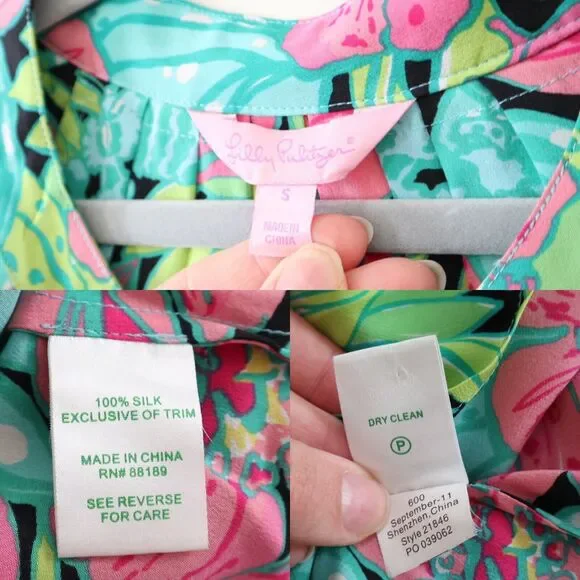 Lilly Pulitzer
S
MADE IN
CHINA
100% SILK
EXCLUSIVE OF TRIM
MADE IN CHINA
RN# 88189
SEE REVERSE
FOR CARE
DRY CLEAN
P
600
September-11
Shenzhen,China
Style 21846
PO 039062